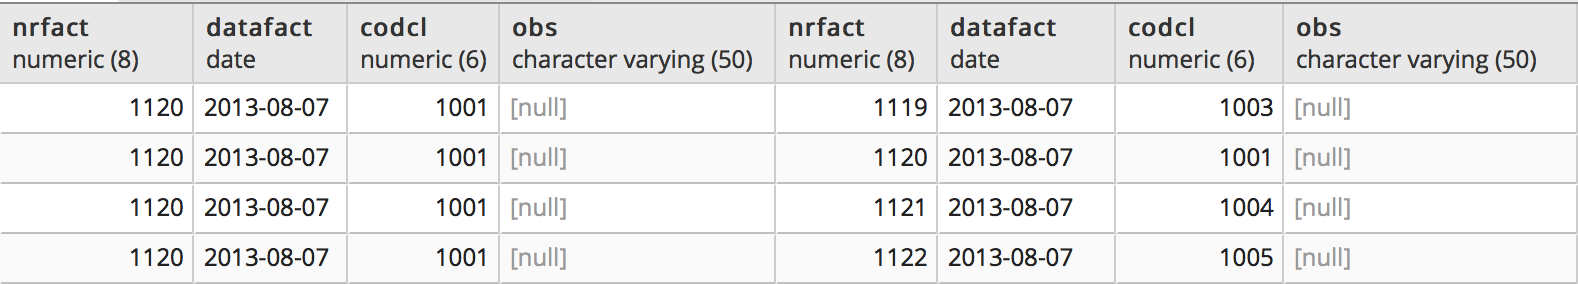 nrfact datafact codcl obs nrfact datafact codcl obs
numeric (8) date numeric (6) character varying (50) numeric (8) date numeric (6) character varying (50)
1120 2013-08-07 1001 [null] 1119 2013-08-07 1003 [null]
1120 2013-08-07 1001 [null] 1120 2013-08-07 1001 [null]
1120 2013-08-07 1001 [null] 1121 2013-08-07 1004 [null]
1120 2013-08-07 1001 [null] 1122 2013-08-07 1005 [null]